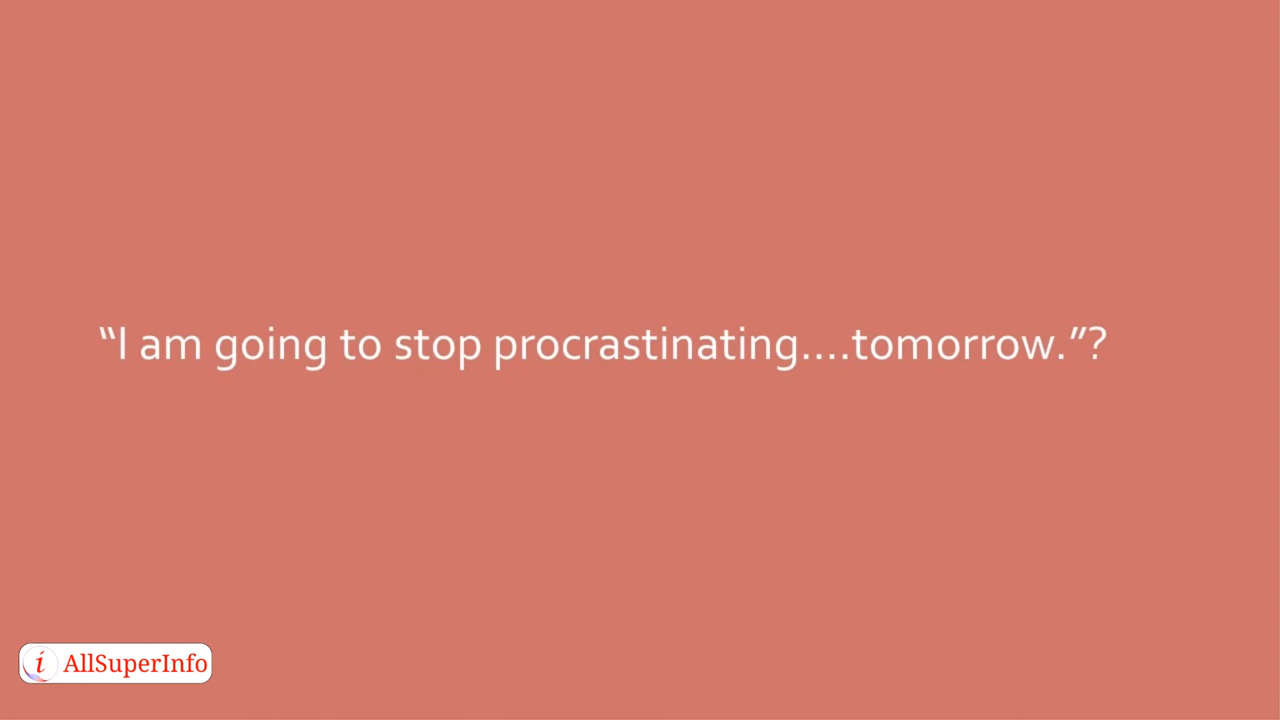 “I am going to stop procrastinating....tomorrow.”?
i AllSuperInfo